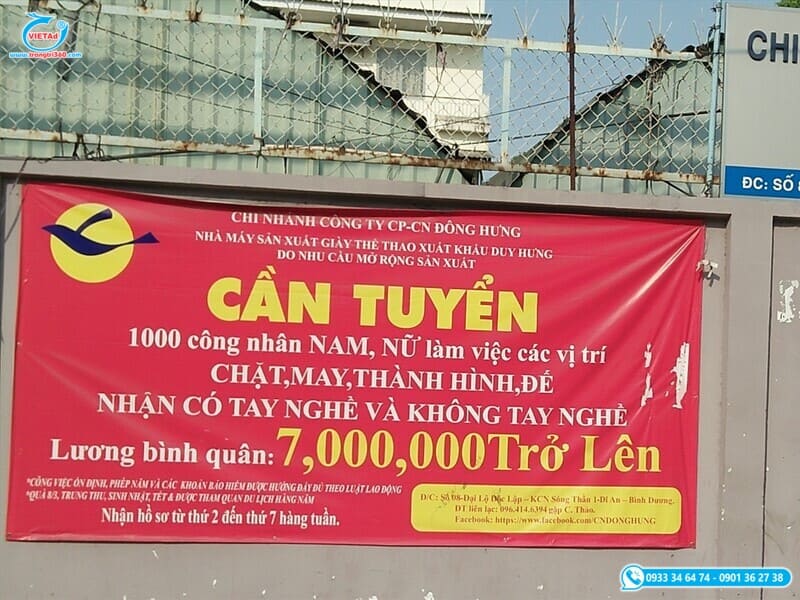 VIETAd
www.trangtri360.com
CHI
ĐC: SỐ
CHI NHÁNH CÔNG TY CP-CN ĐÔNG HƯNG
NHÀ MÁY SẢN XUẤT GIÀY THỂ THAO XUẤT KHẨU DUY HƯNG
DO NHU CẦU MỞ RỘNG SẢN XUẤT
CẦN TUYỂN
1000 công nhân NAM, NỮ làm việc các vị trí
CHẶT,MAY,THÀNH HÌNH,ĐẾ
NHẬN CÓ TAY NGHỀ VÀ KHÔNG TAY NGHỀ
Lương bình quân: 7,000,000 Trở Lên
*CÔNG VIỆC ỔN ĐỊNH, PHÉP NĂM VÀ CÁC KHOẢN BẢO HIỂM ĐƯỢC HƯỞNG ĐẦY ĐỦ THEO LUẬT LAO ĐỘNG
*QUÀ 8/3, TRUNG THU, SINH NHẬT, TẾT & ĐƯỢC THAM QUAN DU LỊCH HÀNG NĂM
Nhận hồ sơ từ thứ 2 đến thứ 7 hàng tuần.
Đ/C: Số 08-Đại Lộ Độc Lập – KCN Sóng Thần 1-Dĩ An – Bình Dương.
ĐT liên lạc: 096.414.6394 gặp C. Thảo.
Facebook: https://www.facebook.com/CNDONGHUNG
0933 34 64 74 - 0901 36 27 38